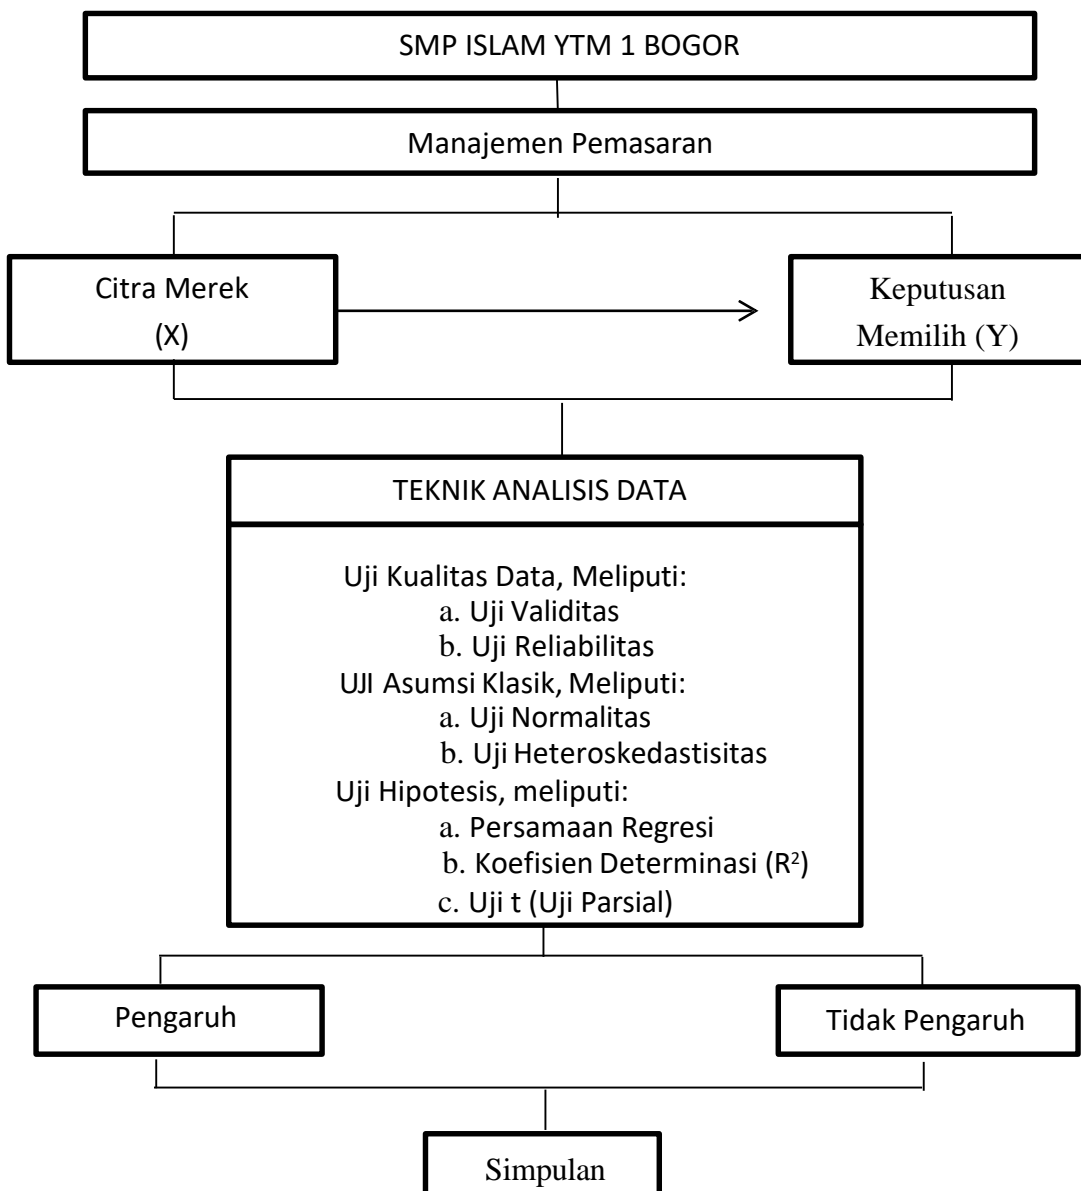 SMP ISLAM YTM 1 BOGOR
Manajemen Pemasaran
Citra Merek
(X)
Keputusan
Memilih (Y)
TEKNIK ANALISIS DATA
Uji Kualitas Data, Meliputi:
a. Uji Validitas
b. Uji Reliabilitas
UJI Asumsi Klasik, Meliputi:
a. Uji Normalitas
b. Uji Heteroskedastisitas
Uji Hipotesis, meliputi:
a. Persamaan Regresi
b. Koefisien Determinasi (R²)
c. Uji t (Uji Parsial)
Pengaruh
Tidak Pengaruh
Simpulan